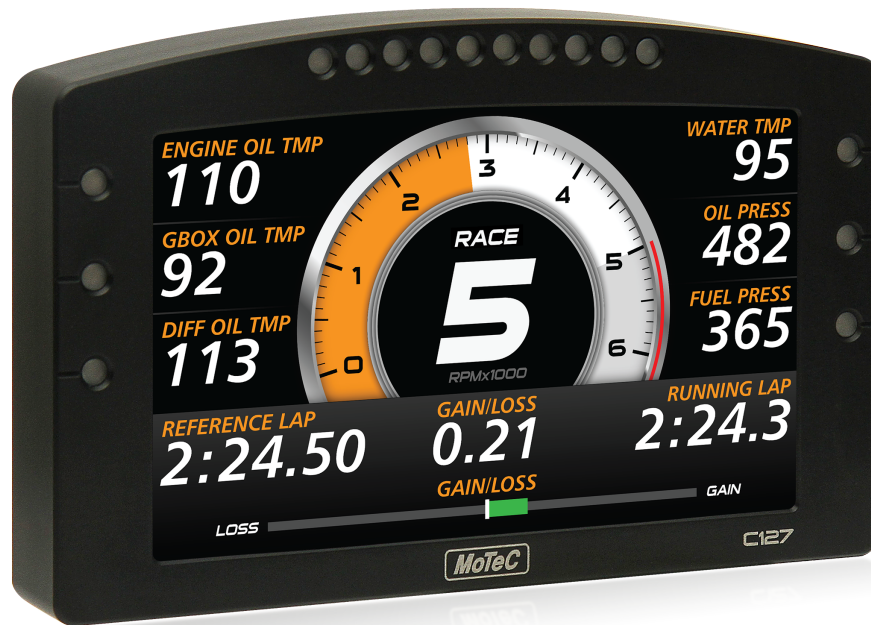 ENGINE OIL TMP
110
GBOX OIL TMP
92
DIFF OIL TMP
113
0
1
2
3
4
5
6
RACE
5
RPMx1000
WATER TMP
95
OIL PRESS
482
FUEL PRESS
365
REFERENCE LAP
2:24.50
GAIN/LOSS
0.21
RUNNING LAP
2:24.3
GAIN/LOSS
LOSS
GAIN
MoTeC
C127